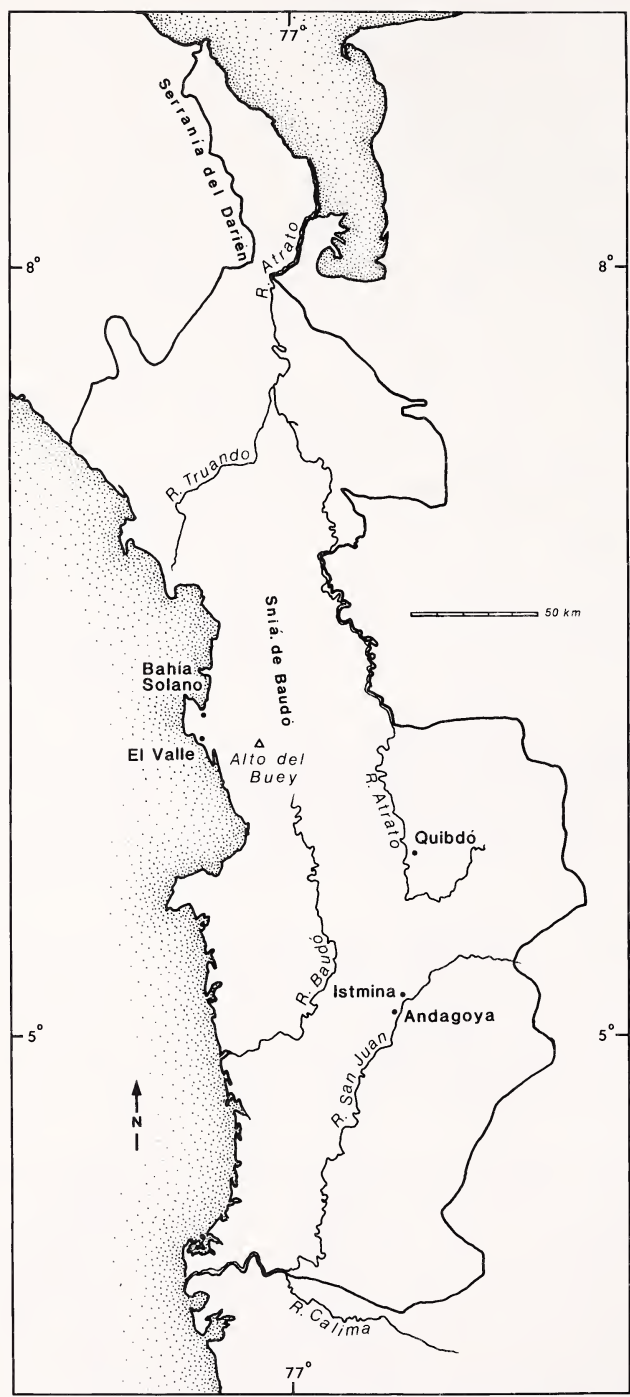 77°
Serranía del Darién
R. Atrato
8°
8°
R. Truando
50 km
Snía. de Baudó
Bahía
Solano
El Valle
Alto del
Buey
R. Atrato
Quibdó
R. Baudó
Istmina
Andagoya
5°
5°
R. San Juan
N
R. Calima
77°